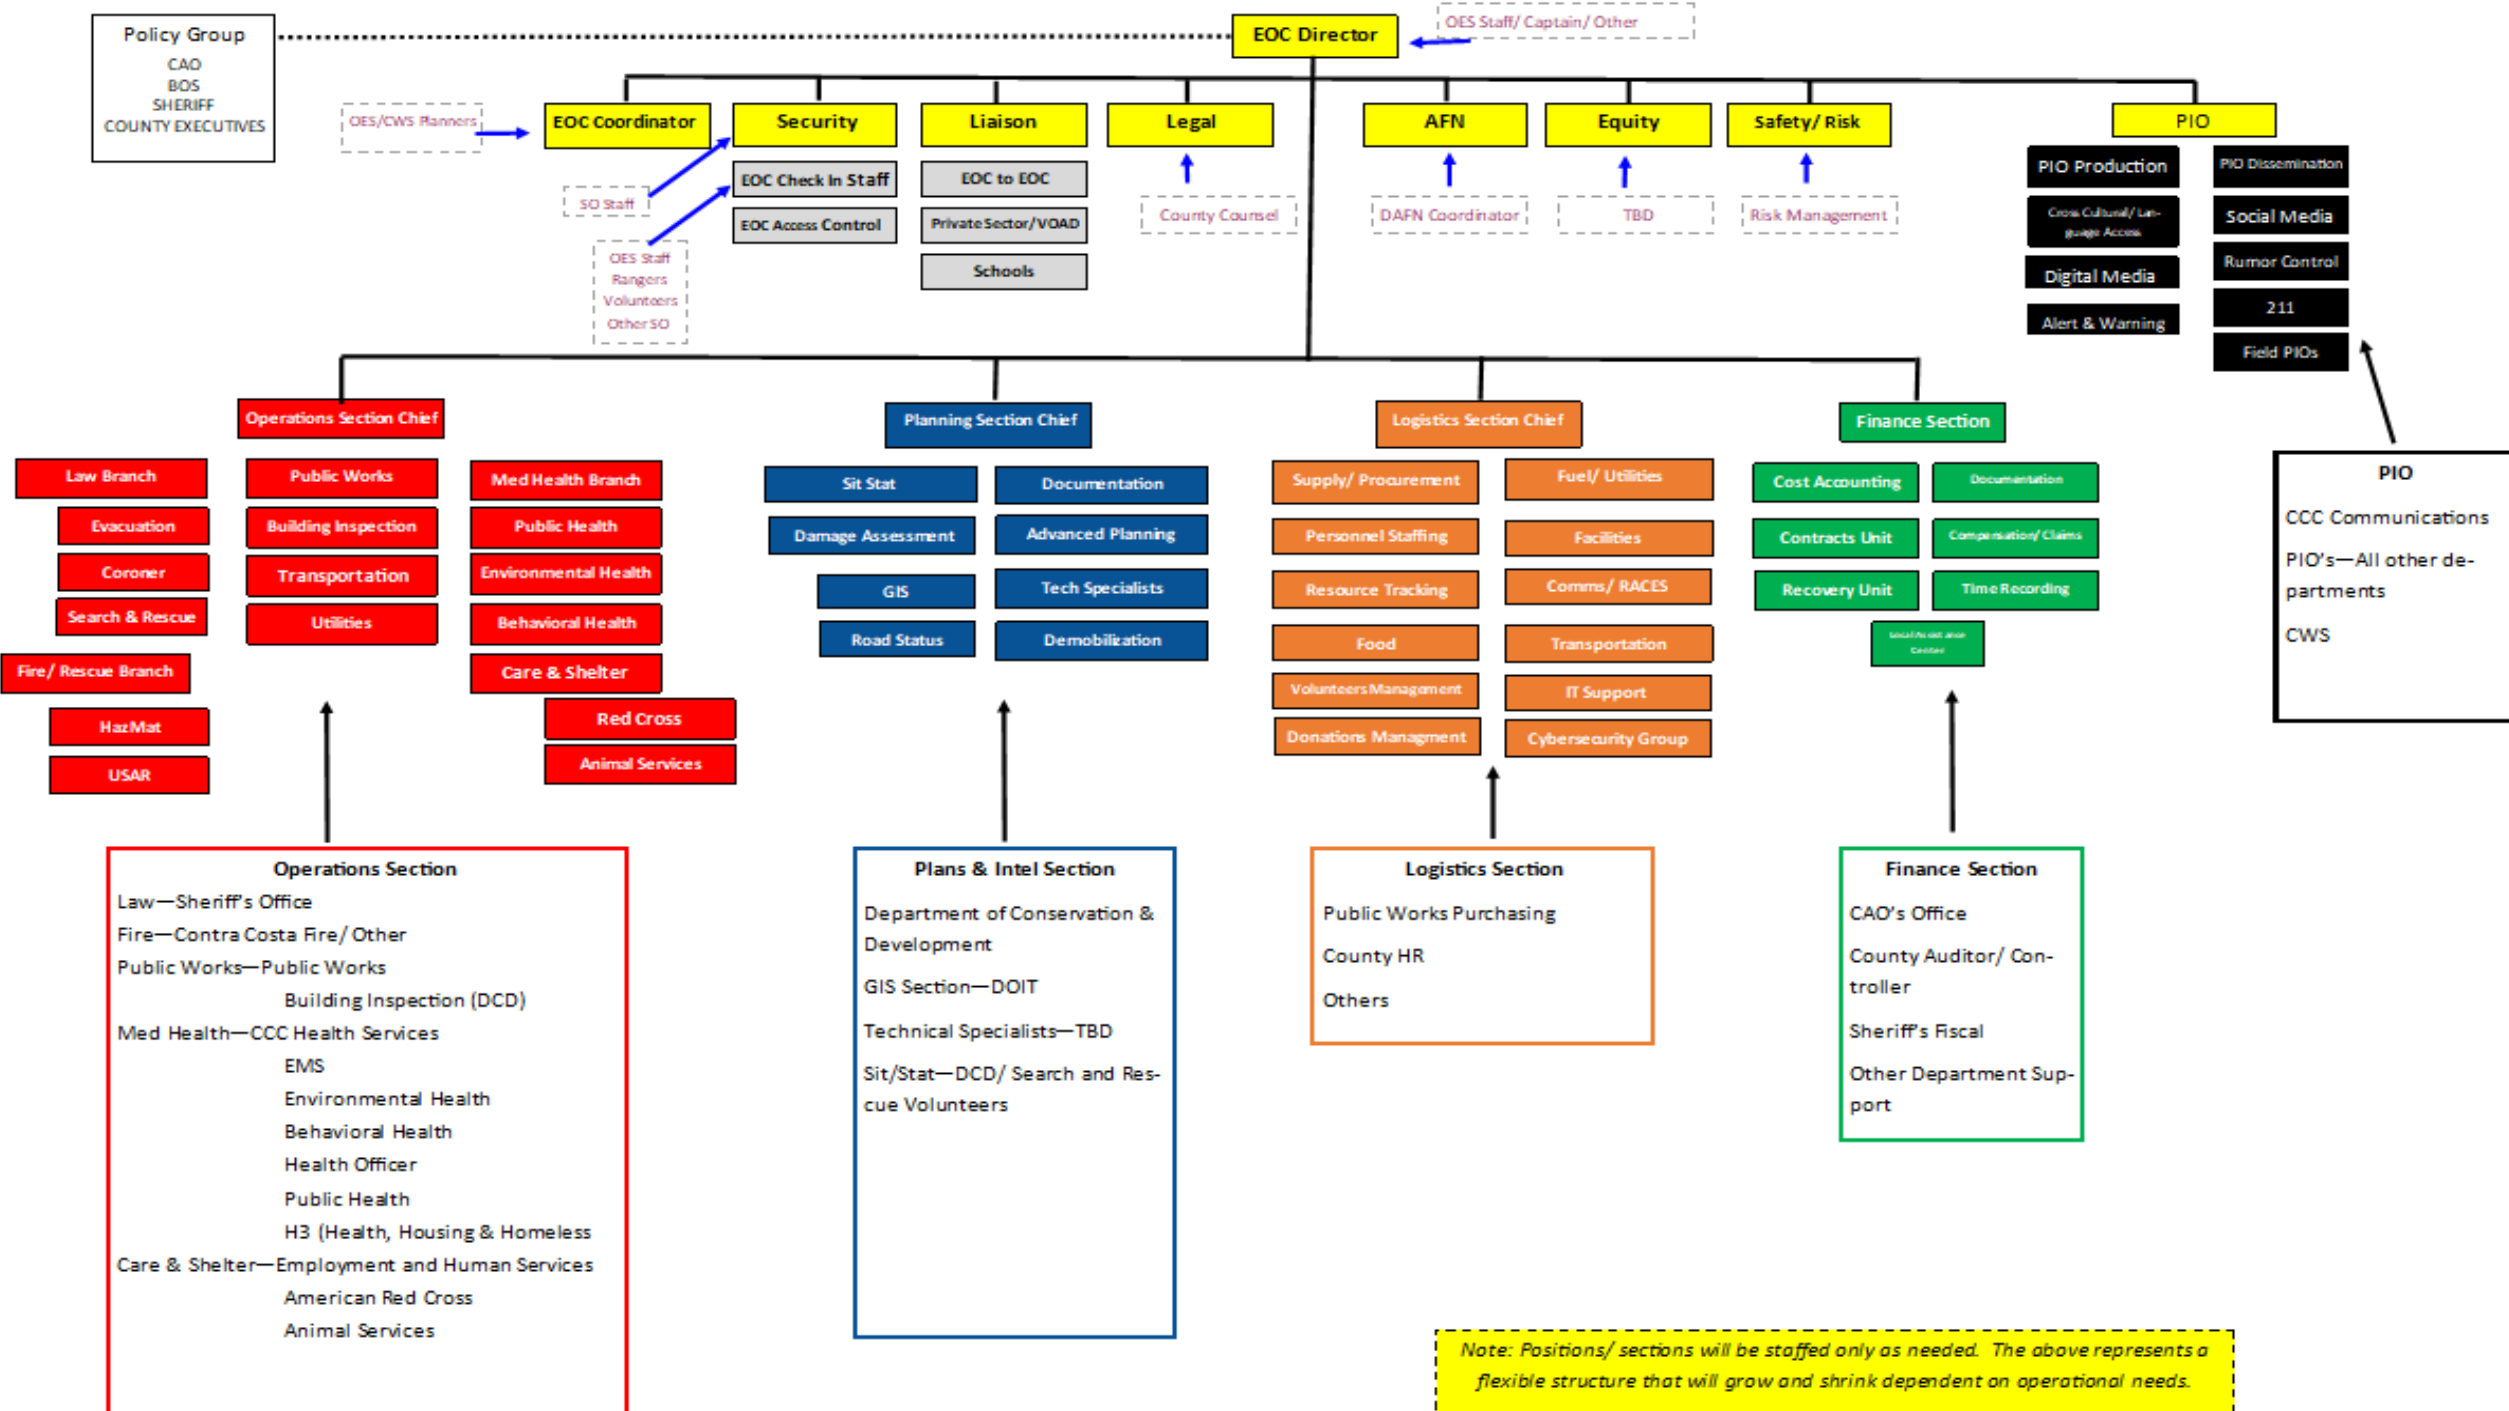 Policy Group
CAO
BOS
SHERIFF
COUNTY EXECUTIVES
EOC Director
OES Staff/ Captain/ Other
OES/CWS Planners
EOC Coordinator
Security
Liaison
Legal
AFN
Equity
Safety/ Risk
PIO
SO Staff
EOC Check In Staff
EOC Access Control
OES Staff
Rangers
Volunteers
Other SO
EOC to EOC
Private Sector/VOAD
Schools
County Counsel
DAFN Coordinator
TBD
Risk Management
PIO Production
Cross Cultural/ Lan-
guage Access
Digital Media
Alert & Warning
PIO Dissemination
Social Media
Rumor Control
211
Field PIOs
Operations Section Chief
Law Branch
Evacuation
Coroner
Search & Rescue
Fire/ Rescue Branch
HazMat
USAR
Public Works
Building Inspection
Transportation
Utilities
Med Health Branch
Public Health
Environmental Health
Behavioral Health
Care & Shelter
Red Cross
Animal Services
Planning Section Chief
Sit Stat
Damage Assessment
GIS
Road Status
Documentation
Advanced Planning
Tech Specialists
Demobilization
Logistics Section Chief
Supply/ Procurement
Personnel Staffing
Resource Tracking
Food
Volunteers Management
Donations Managment
Fuel/ Utilities
Facilities
Comms/ RACES
Transportation
IT Support
Cybersecurity Group
Finance Section
Cost Accounting
Contracts Unit
Recovery Unit
Documentation
Compensation/ Claims
Time Recording
Local Assistance
Center
PIO
CCC Communications
PIO's—All other de-
partments
CWS
Operations Section
Law—Sheriff's Office
Fire—Contra Costa Fire/ Other
Public Works—Public Works
Building Inspection (DCD)
Med Health—CCC Health Services
EMS
Environmental Health
Behavioral Health
Health Officer
Public Health
H3 (Health, Housing & Homeless
Care & Shelter—Employment and Human Services
American Red Cross
Animal Services
Plans & Intel Section
Department of Conservation &
Development
GIS Section—DOIT
Technical Specialists—TBD
Sit/Stat—DCD/ Search and Res-
cue Volunteers
Logistics Section
Public Works Purchasing
County HR
Others
Finance Section
CAO's Office
County Auditor/ Con-
troller
Sheriff's Fiscal
Other Department Sup-
port
Note: Positions/ sections will be staffed only as needed. The above represents a
flexible structure that will grow and shrink dependent on operational needs.